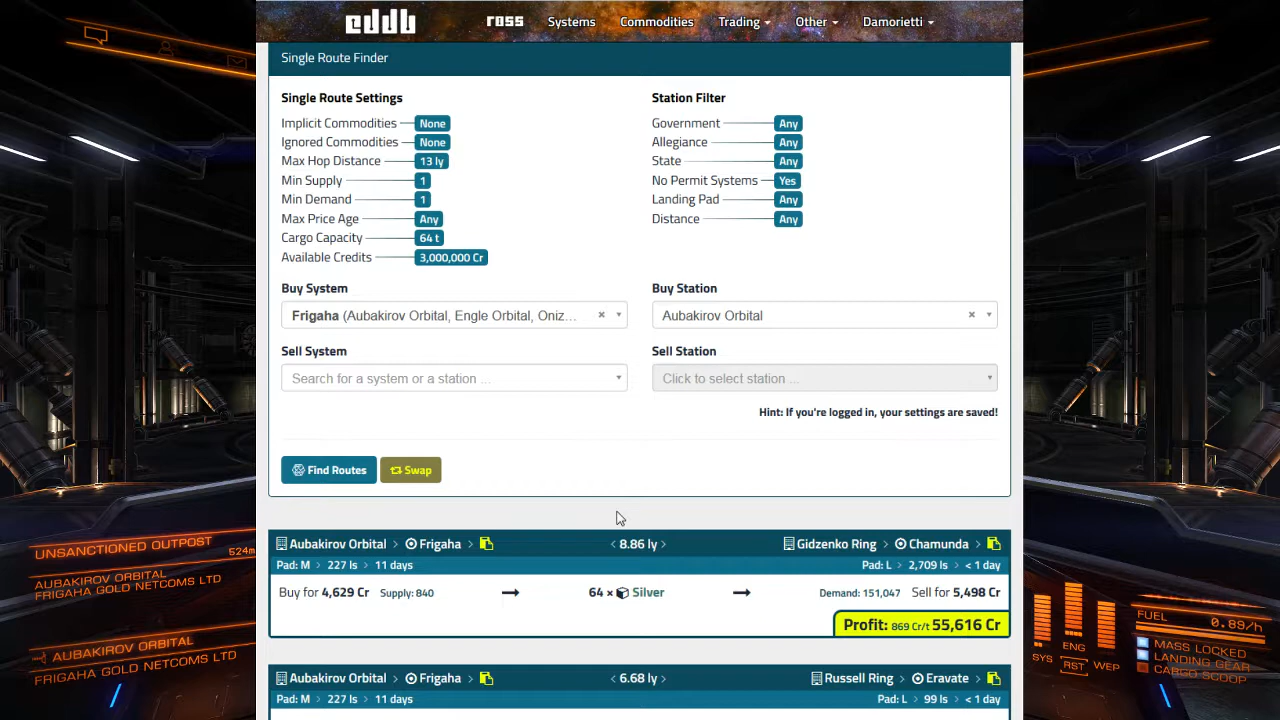 eddb ross Systems Commodities Trading Other Damorietti
Single Route Finder
Single Route Settings
Station Filter
Implicit Commodities None
Government Any
Ignored Commodities None
Allegiance Any
Max Hop Distance 13 ly
State Any
Min Supply 1
No Permit Systems Yes
Min Demand 1
Landing Pad Any
Max Price Age Any
Distance Any
Cargo Capacity 64 t
Available Credits 3,000,000 Cr
Buy System
Buy Station
Frigaha (Aubakirov Orbital, Engle Orbital, Oniz... ×
Aubakirov Orbital ×
Sell System
Sell Station
Search for a system or a station ...
Click to select station ...
Hint: If you're logged in, your settings are saved!
Find Routes Swap
Aubakirov Orbital > Frigaha < 8.86 ly > Gidzenko Ring > Chamunda >
Pad: M > 227 ls > 11 days Pad: L > 2,709 ls > < 1 day
Buy for 4,629 Cr Supply: 840 64 × Silver Demand: 151,047 Sell for 5,498 Cr
Profit: 869 Cr/t 55,616 Cr
Aubakirov Orbital > Frigaha < 6.68 ly > Russell Ring > Eravate >
Pad: M > 227 ls > 11 days Pad: L > 99 ls > < 1 day
UNSANCTIONED OUTPOST 524m
AUBAKIROV ORBITAL
FRIGAHA GOLD NETCOMS LTD
AUBAKIROV ORBITAL
FRIGAHA GOLD NETCOMS LTD
SYS ENG RST WEP
FUEL 0.89/h
MASS LOCKED
LANDING GEAR
CARGO SCOOP